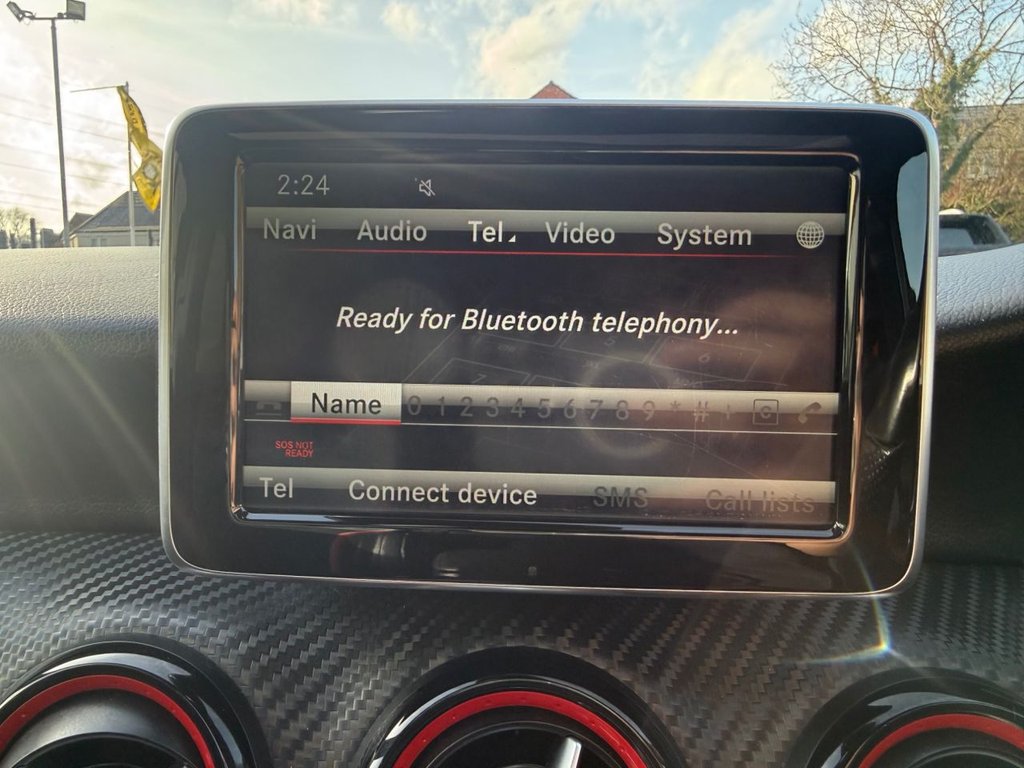 2:24
Navi Audio Tel Video System
Ready for Bluetooth telephony...
Name 0 1 2 3 4 5 6 7 8 9 * # + C
SOS NOT
READY
Tel Connect device SMS Call lists